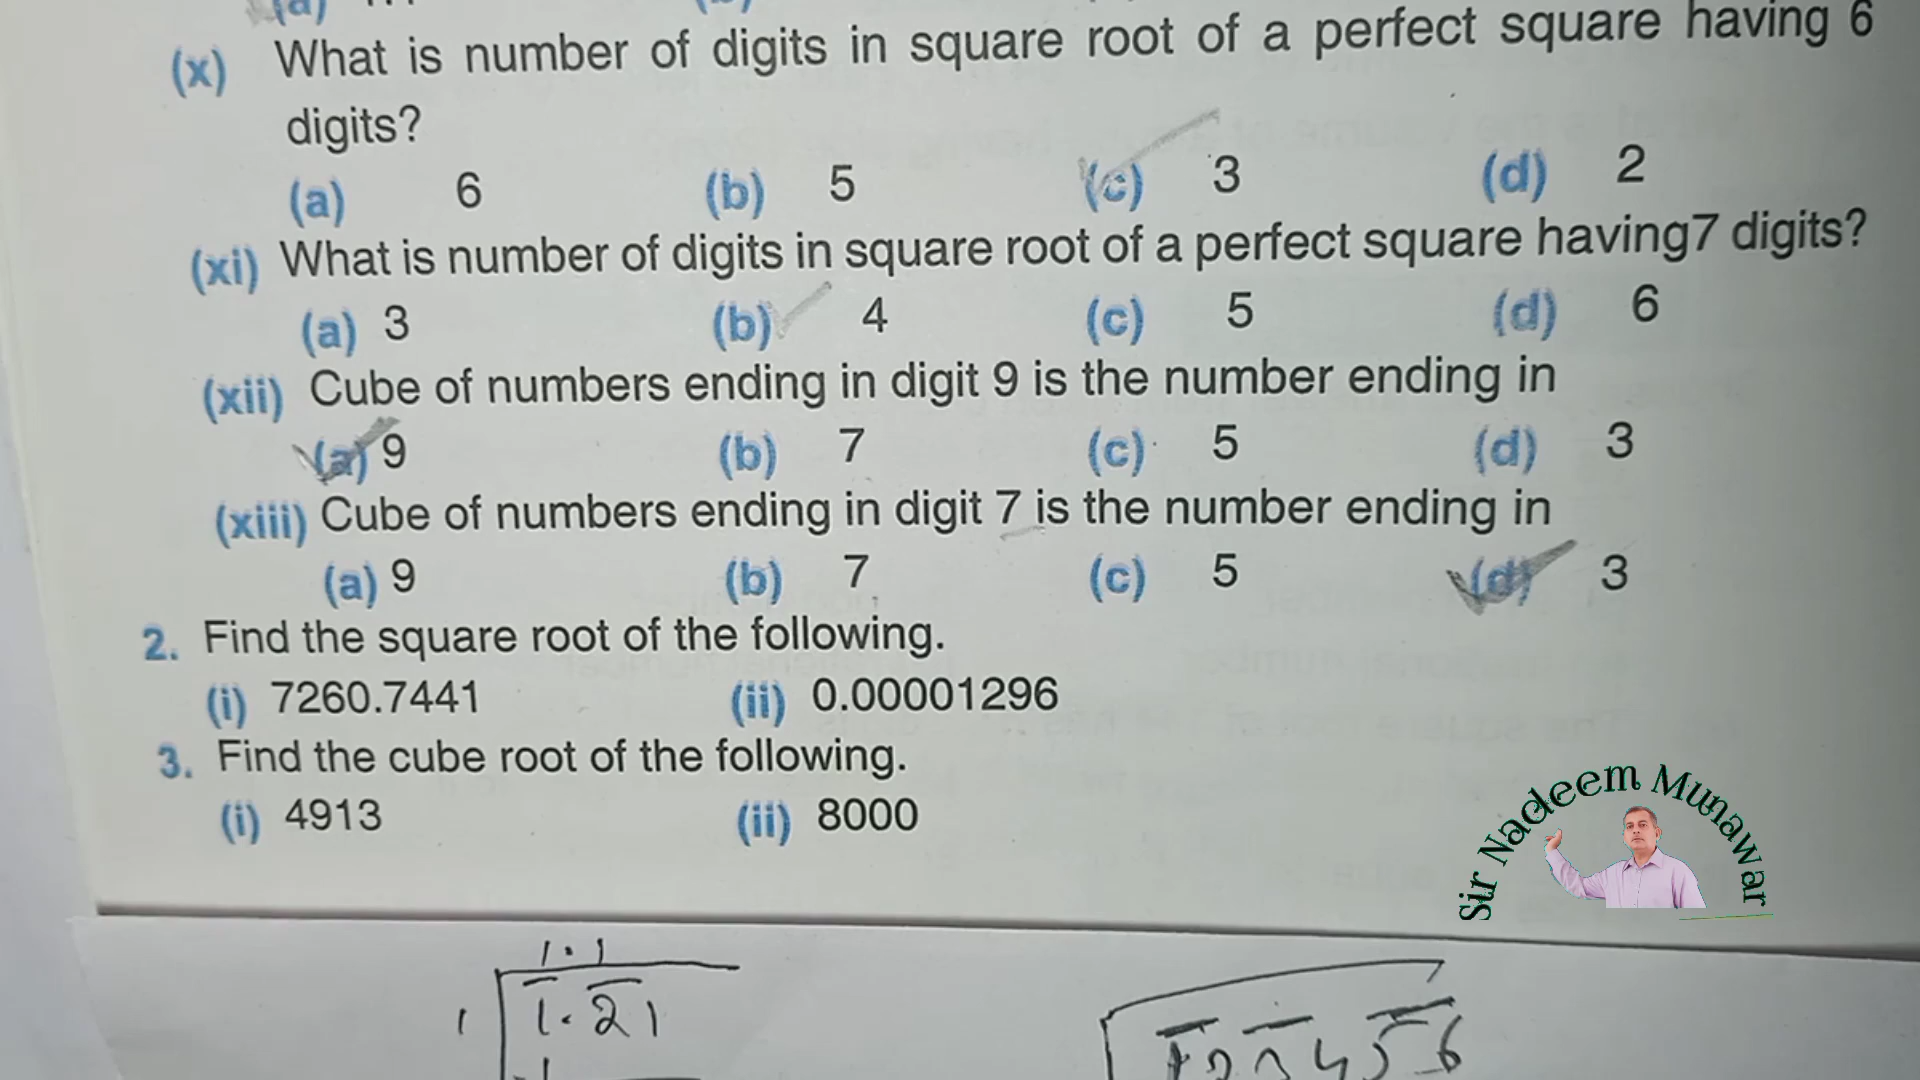 (x) What is number of digits in square root of a perfect square having 6
digits?
(a) 6 (b) 5 (c) 3 (d) 2
(xi) What is number of digits in square root of a perfect square having7 digits?
(a) 3 (b) 4 (c) 5 (d) 6
(xii) Cube of numbers ending in digit 9 is the number ending in
(a) 9 (b) 7 (c) 5 (d) 3
(xiii) Cube of numbers ending in digit 7 is the number ending in
(a) 9 (b) 7 (c) 5 (d) 3
2. Find the square root of the following.
(i) 7260.7441 (ii) 0.00001296
3. Find the cube root of the following.
(i) 4913 (ii) 8000
Sir Nadeem Munawar
1.1
1 1.21